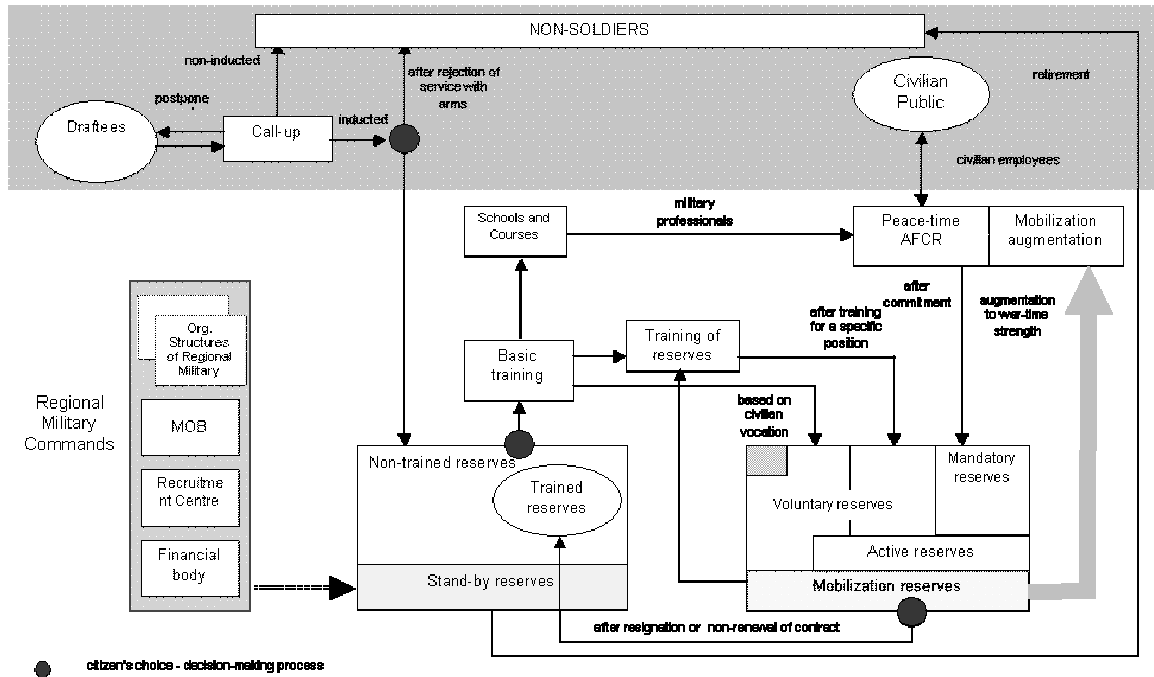 NON-SOLDIERS
non-inducted
after rejection of
service with
arms
Civilian
Public
retirement
postpone
Draftees
Call-up
inducted
civilian employees
Schools and
Courses
military
professionals
Peace-time
AFCR
Mobilization
augmentation
after
commitment
augmentation
to war-time
strength
after training
for a specific
position
Org.
Structures
of Regional
Military
Training of
reserves
Basic
training
Regional
Military
Commands
MOB
based on
civilian
vocation
Non-trained reserves
Mandatory
reserves
Recruitme
nt Centre
Trained
reserves
Voluntary reserves
Financial
body
Active reserves
Stand-by reserves
Mobilization reserves
after resignation or non-renewal of contract
citizen's choice - decision-making process